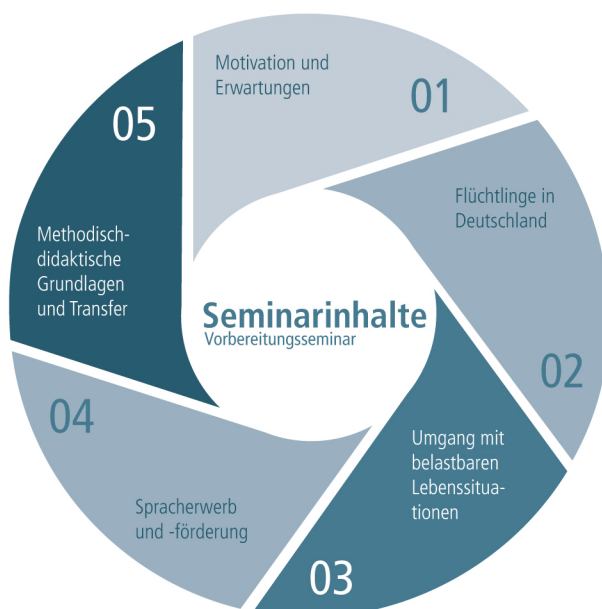 Seminarinhalte
Vorbereitungsseminar
Motivation und
Erwartungen
01
Flüchtlinge in
Deutschland
02
Umgang mit
belastbaren
Lebenssitua-
tionen
03
Spracherwerb
und -förderung
04
Methodisch-
didaktische
Grundlagen
und Transfer
05